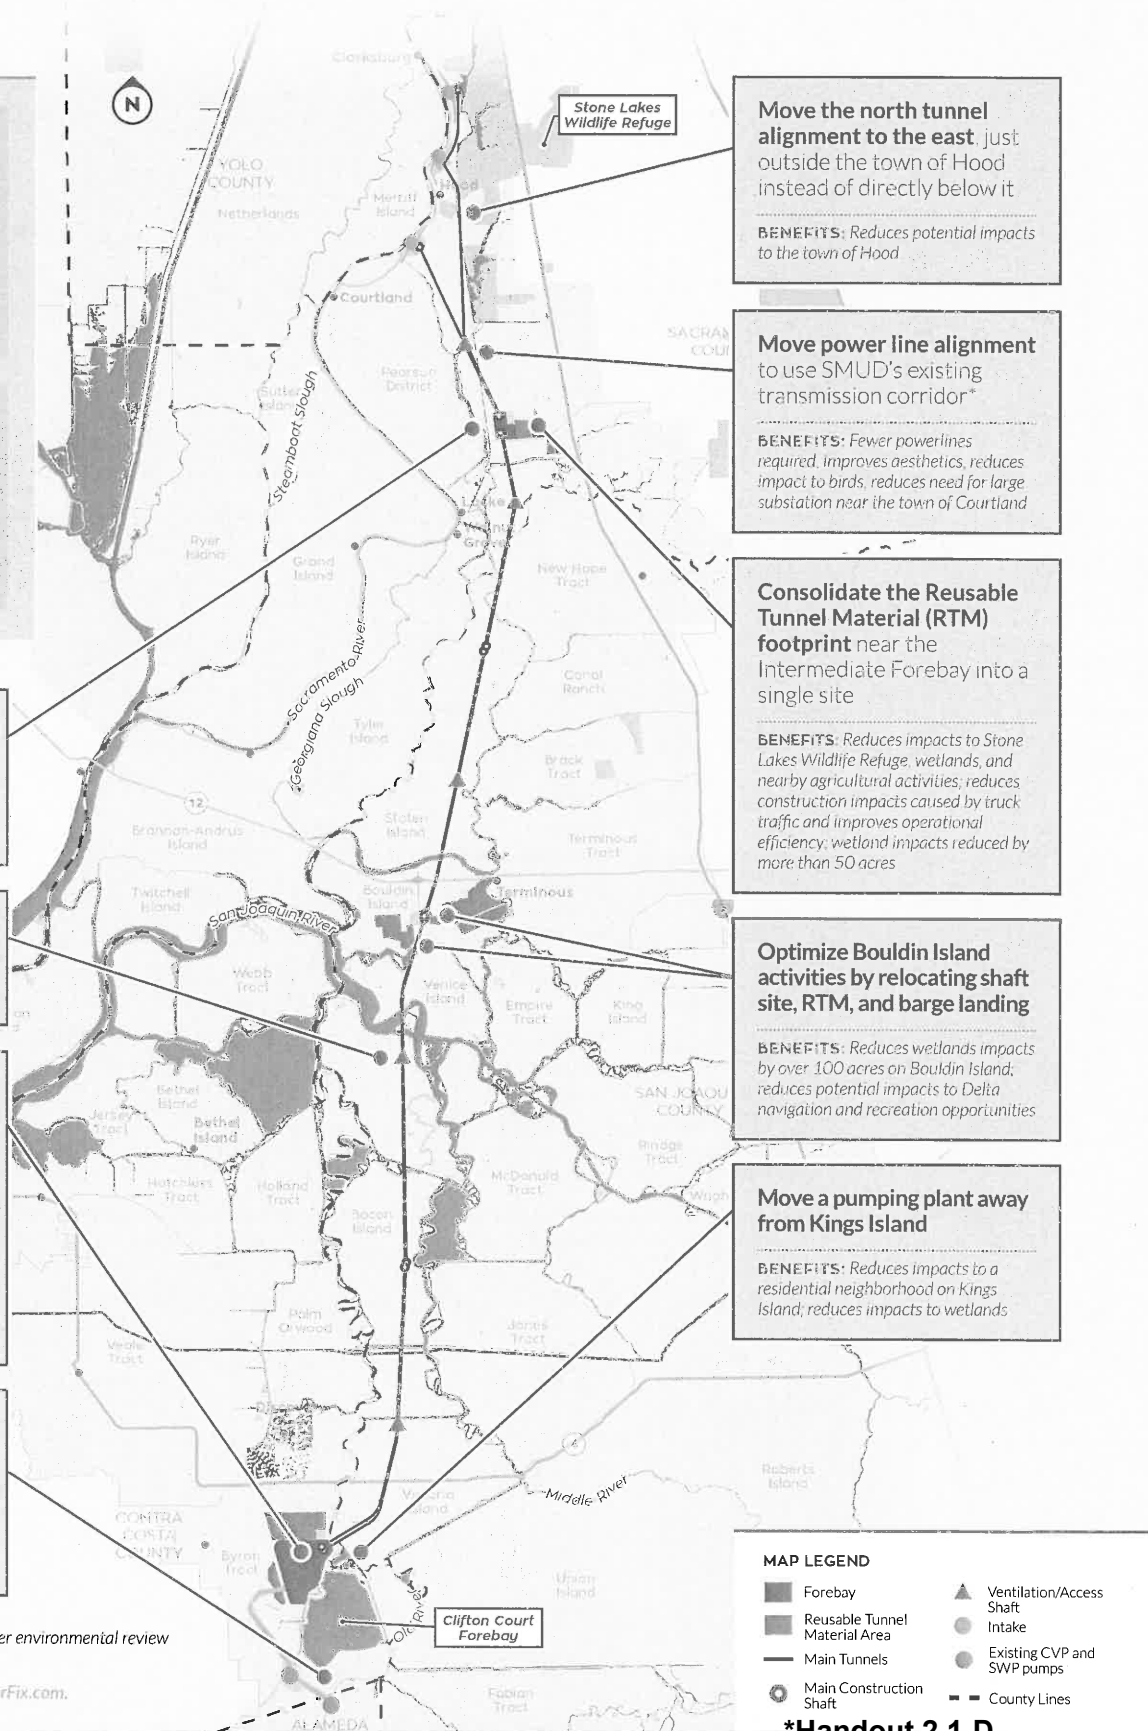 Clarksburg
N
Stone Lakes
Wildlife Refuge
YOLO
COUNTY
Netherlands
Merritt
Island
Hood
Courtland
SACRA
COU
Pearson
District
Sutter
Island
Steamboat Slough
Locke
Walnut
Grove
Ryer
Island
Grand
Island
New Hope
Tract
Sacramento River
Georgiana Slough
Canal
Ranch
Tyler
Island
Brack
Tract
12
Staten
Island
Brannan-Andrus
Island
Terminous
Tract
Twitchell
Island
Bouldin
Island
Terminous
San Joaquin River
Webb
Tract
Venice
Island
Empire
Tract
King
Island
Bethel
Island
SAN JOAQU
COUNTY
Jersey
Tract
Bethel
Island
Rindge
Tract
Hotchkiss
Tract
Holland
Tract
McDonald
Tract
Wrigh
Bacon
Island
Palm
Orwood
Jones
Tract
Veale
Tract
4
Middle River
Roberts
Island
Victoria
Island
CONTRA
COSTA
COUNTY
Byron
Tract
Union
Island
Old River
Clifton Court
Forebay
Fabian
Tract
ALAMEDA
er environmental review
rFix.com.
Move the north tunnel
alignment to the east, just
outside the town of Hood
instead of directly below it
BENEFITS: Reduces potential impacts
to the town of Hood
Move power line alignment
to use SMUD's existing
transmission corridor*
BENEFITS: Fewer powerlines
required, improves aesthetics, reduces
impact to birds, reduces need for large
substation near the town of Courtland
Consolidate the Reusable
Tunnel Material (RTM)
footprint near the
Intermediate Forebay into a
single site
BENEFITS: Reduces impacts to Stone
Lakes Wildlife Refuge, wetlands, and
nearby agricultural activities; reduces
construction impacts caused by truck
traffic and improves operational
efficiency; wetland impacts reduced by
more than 50 acres
Optimize Bouldin Island
activities by relocating shaft
site, RTM, and barge landing
BENEFITS: Reduces wetlands impacts
by over 100 acres on Bouldin Island;
reduces potential impacts to Delta
navigation and recreation opportunities
Move a pumping plant away
from Kings Island
BENEFITS: Reduces impacts to a
residential neighborhood on Kings
Island; reduces impacts to wetlands
MAP LEGEND
Forebay
Reusable Tunnel
Material Area
Main Tunnels
Main Construction
Shaft
Ventilation/Access
Shaft
Intake
Existing CVP and
SWP pumps
County Lines
*Handout 2.1 D